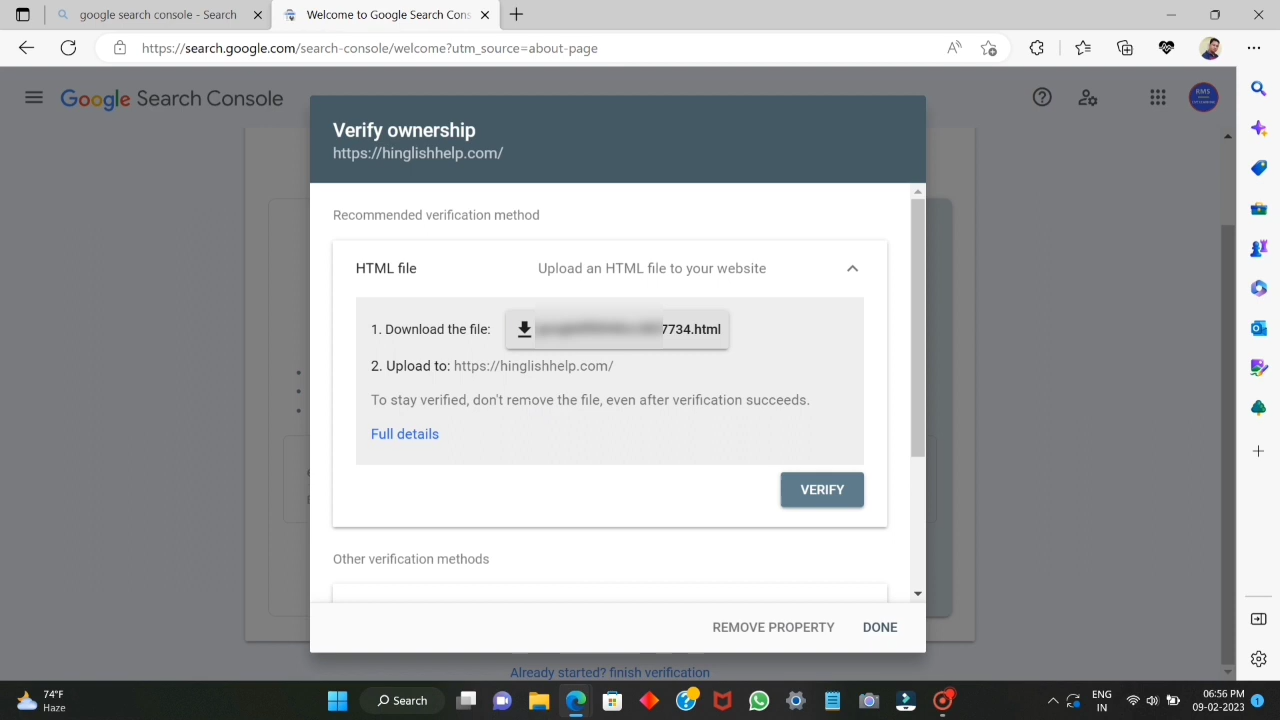 google search console - Search
Welcome to Google Search Cons
https://search.google.com/search-console/welcome?utm_source=about-page
Google Search Console
RMS
Verify ownership
https://hinglishhelp.com/
Recommended verification method
HTML file
Upload an HTML file to your website
1. Download the file:
7734.html
2. Upload to: https://hinglishhelp.com/
To stay verified, don't remove the file, even after verification succeeds.
Full details
VERIFY
Other verification methods
REMOVE PROPERTY
DONE
Already started? finish verification
74°F
Haze
Search
ENG
IN
06:56 PM
09-02-2023
1